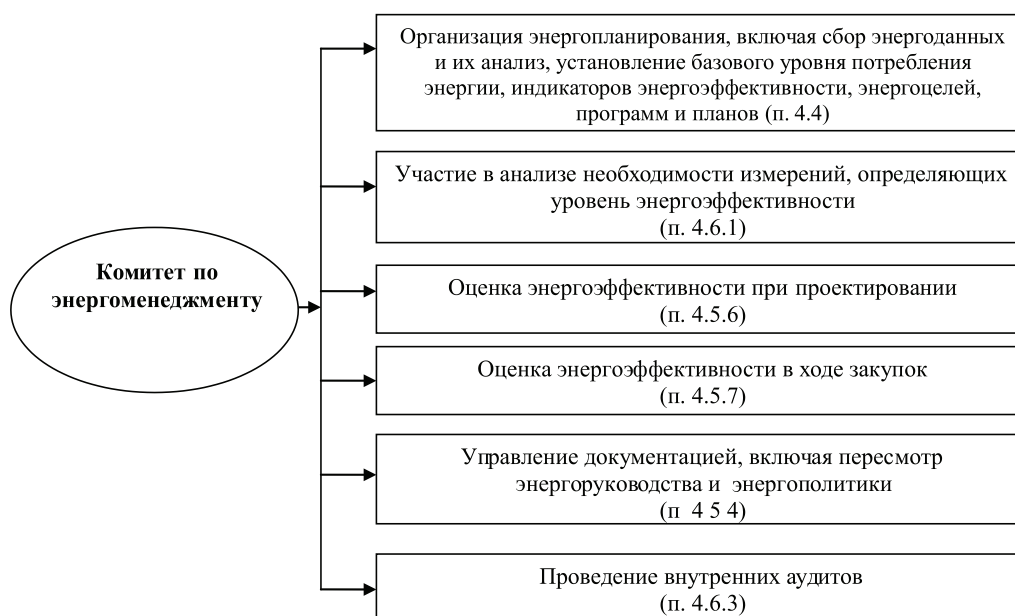 Организация энергопланирования, включая сбор энергоданных
и их анализ, установление базового уровня потребления
энергии, индикаторов энергоэффективности, энергоцелей,
программ и планов (п. 4.4)
Участие в анализе необходимости измерений, определяющих
уровень энергоэффективности
(п. 4.6.1)
Комитет по
энергоменеджменту
Оценка энергоэффективности при проектировании
(п. 4.5.6)
Оценка энергоэффективности в ходе закупок
(п. 4.5.7)
Управление документацией, включая пересмотр
энергоруководства и энергополитики
(п 4 5 4)
Проведение внутренних аудитов
(п. 4.6.3)